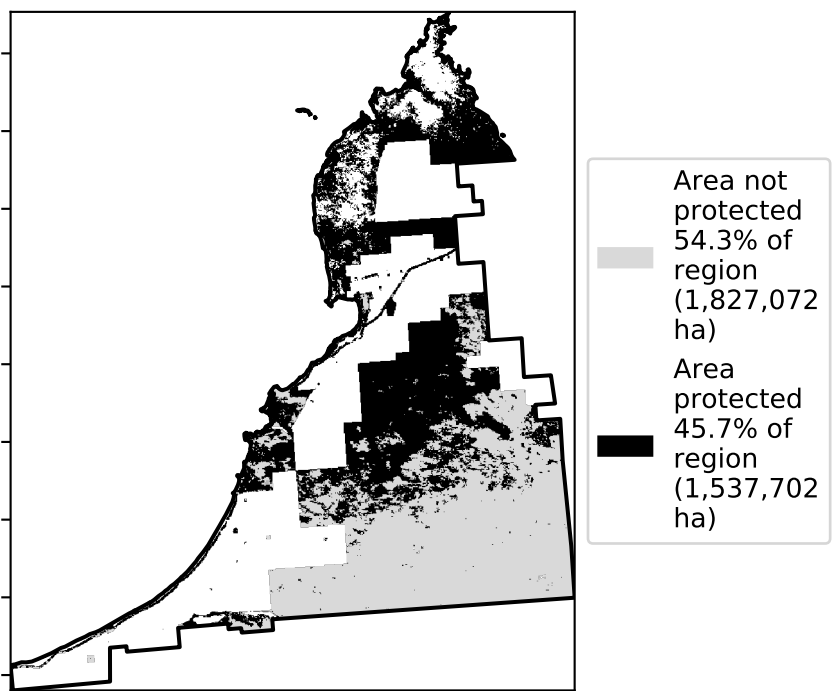 Area not
protected
54.3% of
region
(1,827,072
ha)
Area
protected
45.7% of
region
(1,537,702
ha)